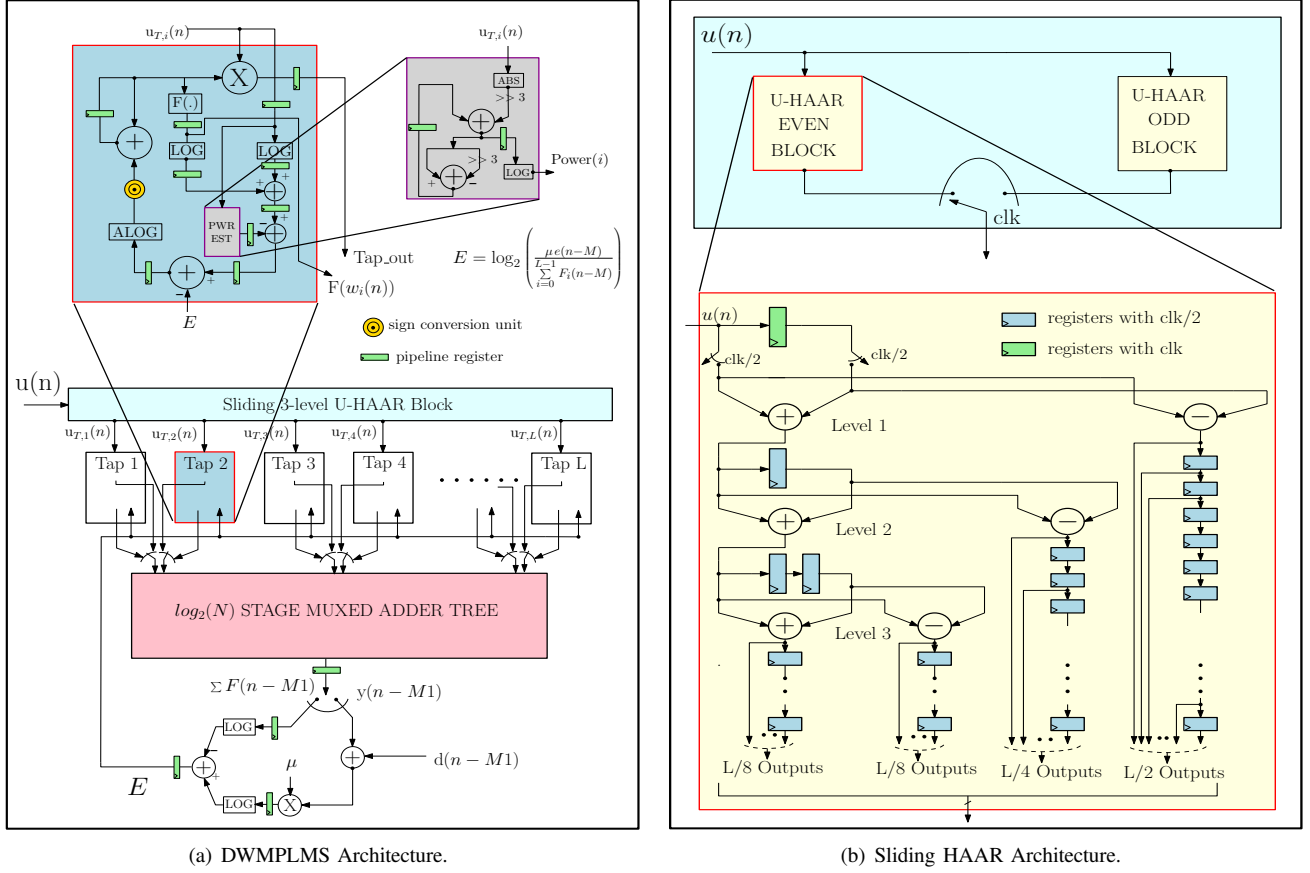 u_{T,i}(n)
X
F(.)
LOG
LOG
+
+
+
+
+
+
−
PWR
EST
ALOG
+
−
+
E
u_{T,i}(n)
ABS
>> 3
+
>> 3
+
−
LOG
Power(i)
Tap_out
F(w_i(n))
E = log_2 ( μ e(n−M) / \sum_{i=0}^{L−1} F_i(n−M) )
sign conversion unit
pipeline register
u(n)
Sliding 3-level U-HAAR Block
u_{T,1}(n)
u_{T,2}(n)
u_{T,3}(n)
u_{T,4}(n)
u_{T,L}(n)
Tap 1
Tap 2
Tap 3
Tap 4
Tap L
log_2(N) STAGE MUXED ADDER TREE
Σ F(n − M1)
y(n − M1)
LOG
−
+
+
+
d(n − M1)
μ
E
LOG
X
(a) DWMPLMS Architecture.
u(n)
U-HAAR
EVEN
BLOCK
U-HAAR
ODD
BLOCK
clk
u(n)
registers with clk/2
registers with clk
clk/2
clk/2
+
−
Level 1
+
−
Level 2
+
−
Level 3
L/8 Outputs
L/8 Outputs
L/4 Outputs
L/2 Outputs
(b) Sliding HAAR Architecture.